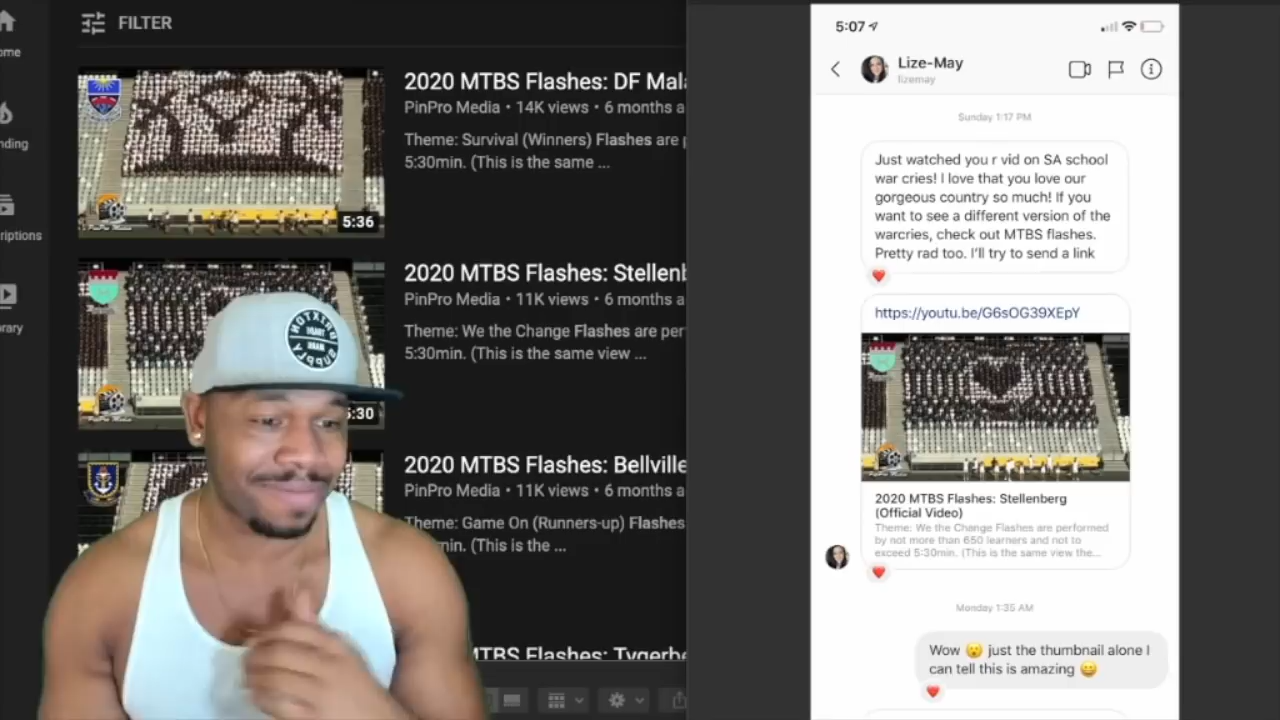 FILTER
ome
nding
riptions
rary
2020 MTBS Flashes: DF Mala
PinPro Media • 14K views • 6 months a
Theme: Survival (Winners) Flashes are p
5:30min. (This is the same ...
5:36
2020 MTBS Flashes: Stellenb
PinPro Media • 11K views • 6 months a
Theme: We the Change Flashes are per
5:30min. (This is the same view ...
5:30
2020 MTBS Flashes: Bellville
PinPro Media • 11K views • 6 months a
Theme: Game On (Runners-up) Flashes
min. (This is the ...
MTBS Flashes: Tygerbe
5:07
Lize-May
lizemay
Sunday 1:17 PM
Just watched you r vid on SA school
war cries! I love that you love our
gorgeous country so much! If you
want to see a different version of the
warcries, check out MTBS flashes.
Pretty rad too. I'll try to send a link
https://youtu.be/G6sOG39XEpY
2020 MTBS Flashes: Stellenberg
(Official Video)
Theme: We the Change Flashes are performed
by not more than 650 learners and not to
exceed 5:30min. (This is the same view the...
Monday 1:35 AM
Wow 😮 just the thumbnail alone I
can tell this is amazing 😄